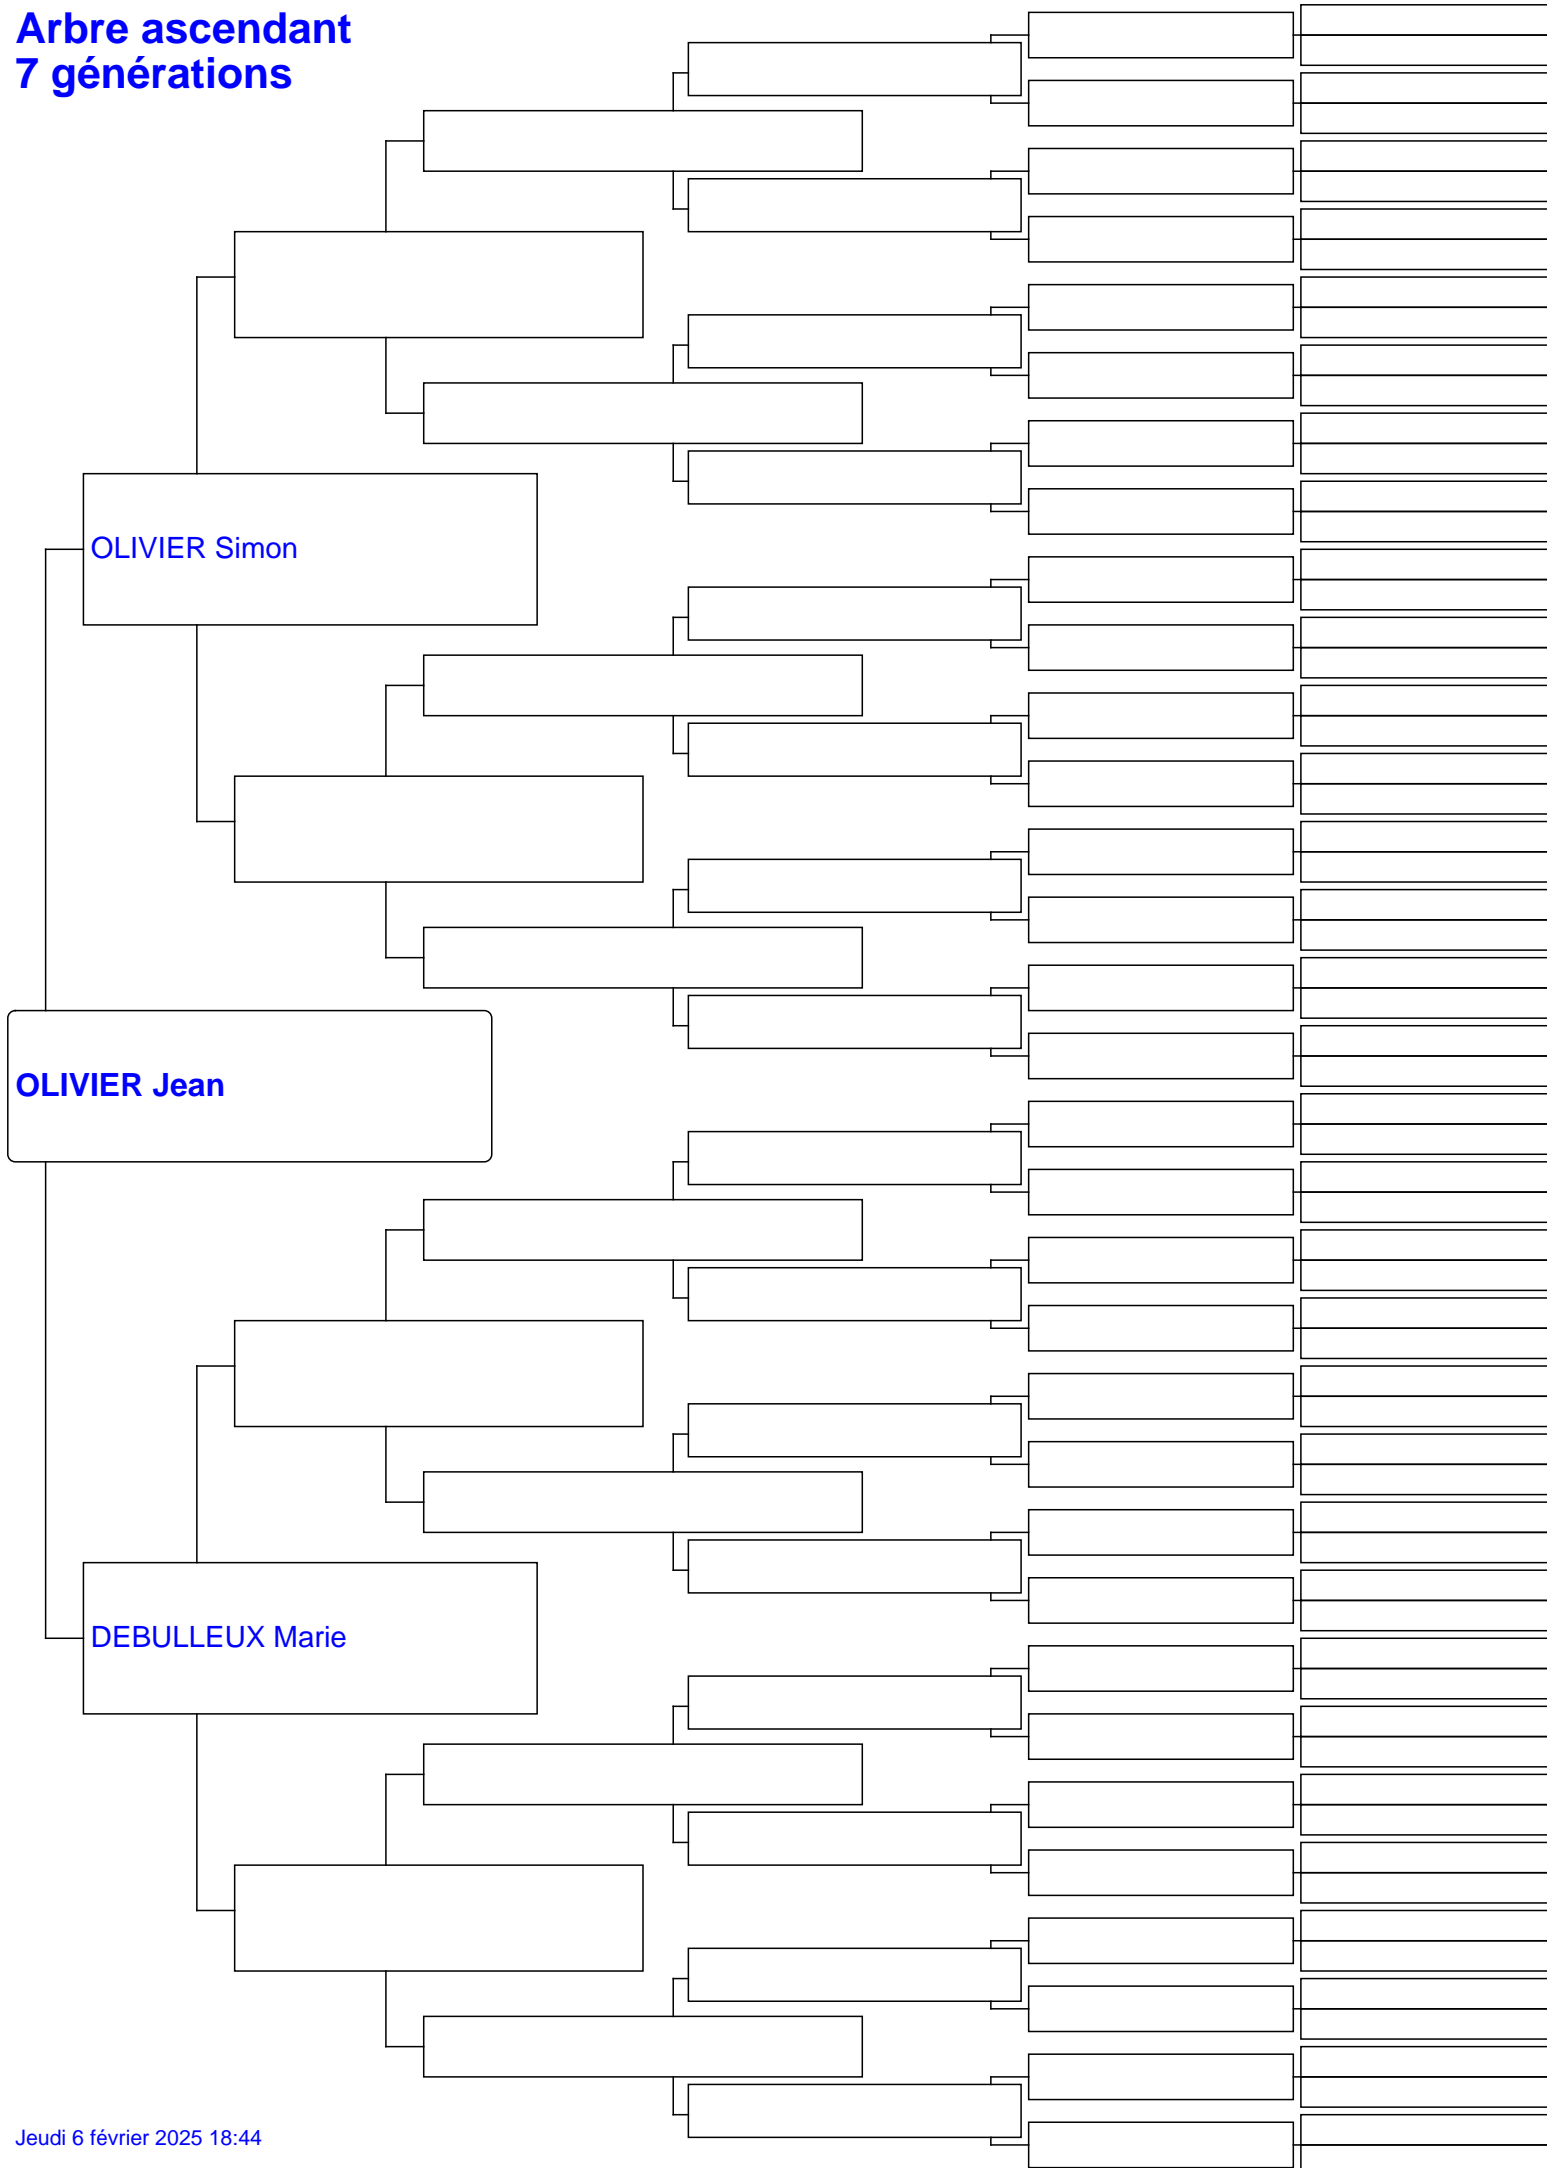 Arbre ascendant
7 générations
OLIVIER Simon
OLIVIER Jean
DEBULLEUX Marie
Jeudi 6 février 2025 18:44